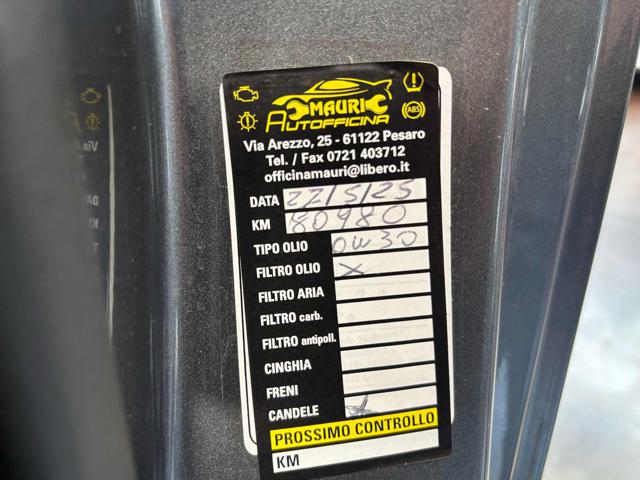 MAURI
AUTOFFICINA
ABS
Via Arezzo, 25 - 61122 Pesaro
Tel. / Fax 0721 403712
officinamauri@libero.it
DATA 22/5/25
KM 80980
TIPO OLIO 0W30
FILTRO OLIO X
FILTRO ARIA
FILTRO carb.
FILTRO antipoll.
CINGHIA
FRENI
CANDELE X
PROSSIMO CONTROLLO
KM